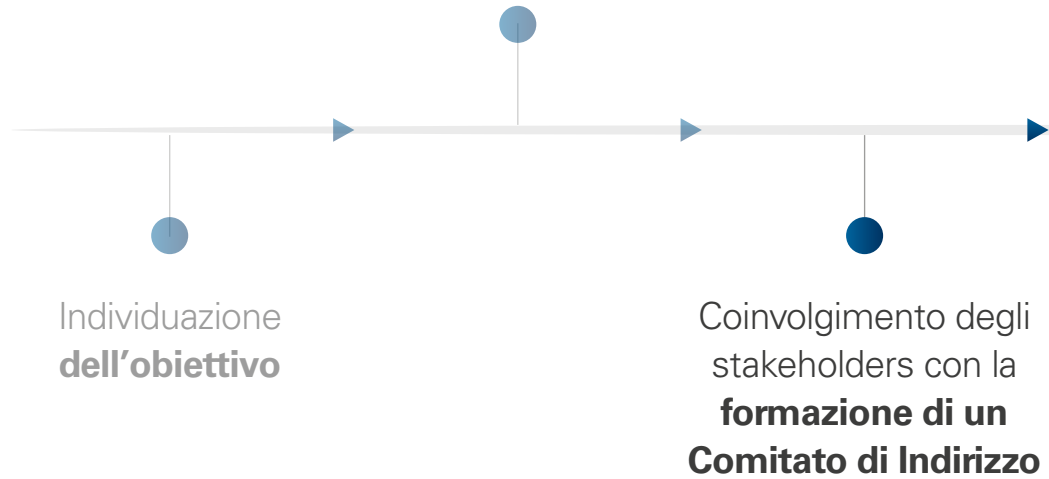 Individuazione
dell’obiettivo
Coinvolgimento degli
stakeholders con la
formazione di un
Comitato di Indirizzo